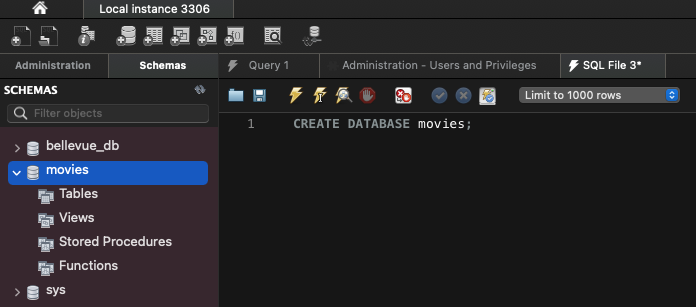 Local instance 3306
Administration
Schemas
Query 1
Administration - Users and Privileges
SQL File 3*
SCHEMAS
Filter objects
Limit to 1000 rows
bellevue_db
movies
Tables
Views
Stored Procedures
Functions
sys
1 CREATE DATABASE movies;